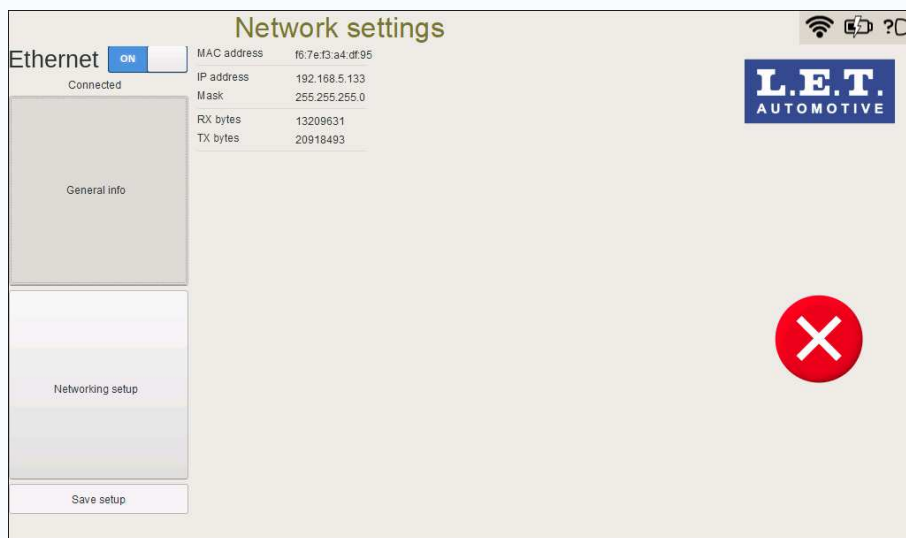 Network settings
?
Ethernet ON
Connected
General info
Networking setup
Save setup
MAC address f6:7e:f3:a4:df:95
IP address 192.168.5.133
Mask 255.255.255.0
RX bytes 13209631
TX bytes 20918493
L.E.T.
AUTOMOTIVE